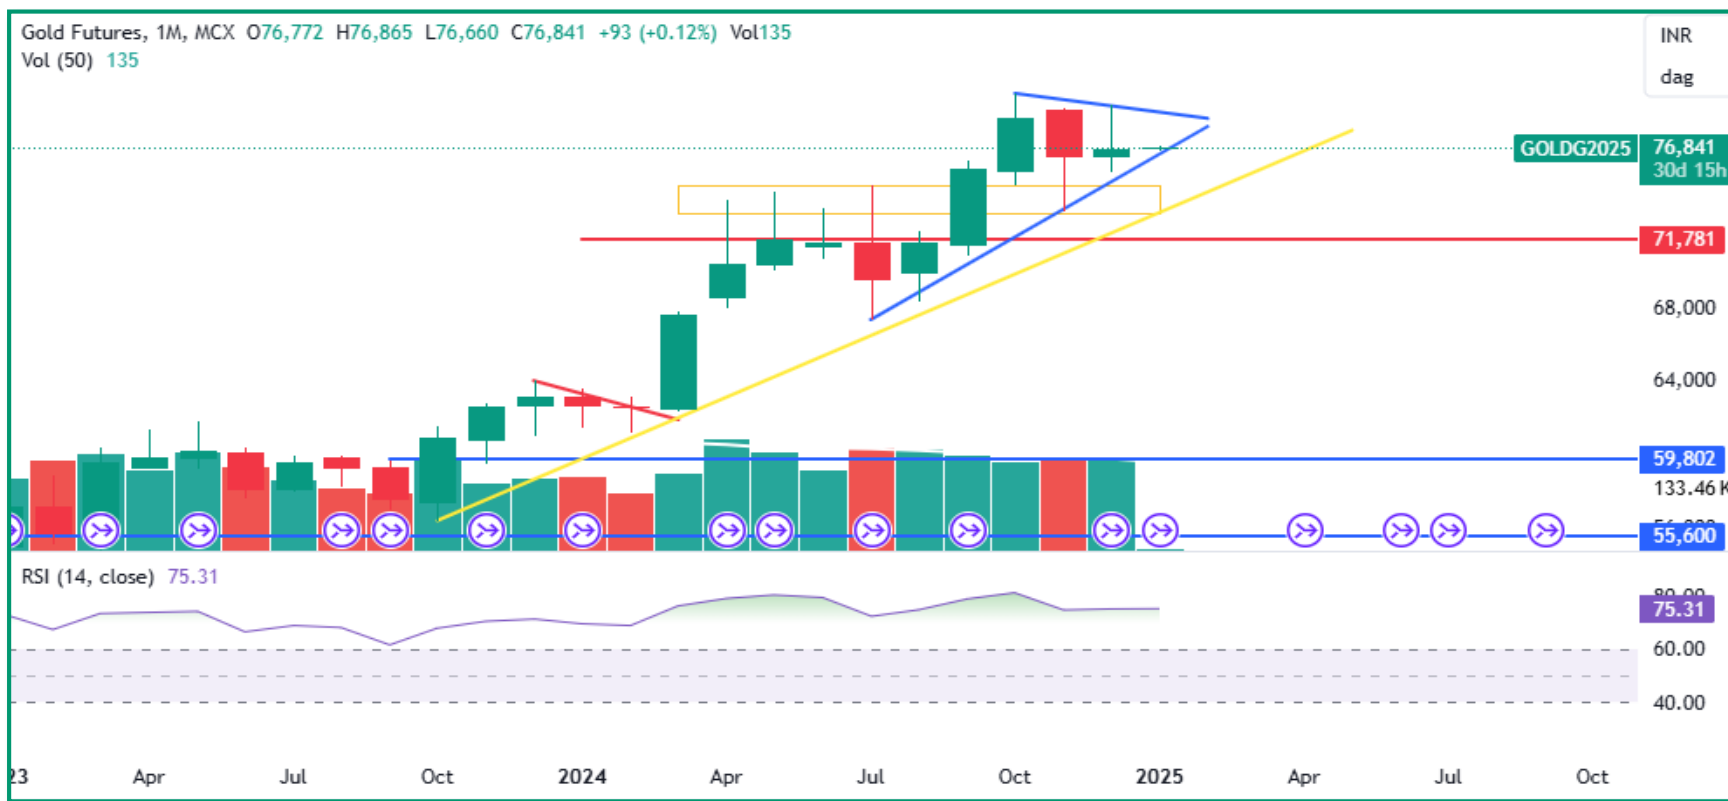 Gold Futures, 1M, MCX O76,772 H76,865 L76,660 C76,841 +93 (+0.12%) Vol135
Vol (50) 135
INR
dag
GOLDG2025 76,841
30d 15h
71,781
68,000
64,000
59,802
133.46 K
55,600
RSI (14, close) 75.31
80.00
75.31
60.00
40.00
23 Apr Jul Oct 2024 Apr Jul Oct 2025 Apr Jul Oct